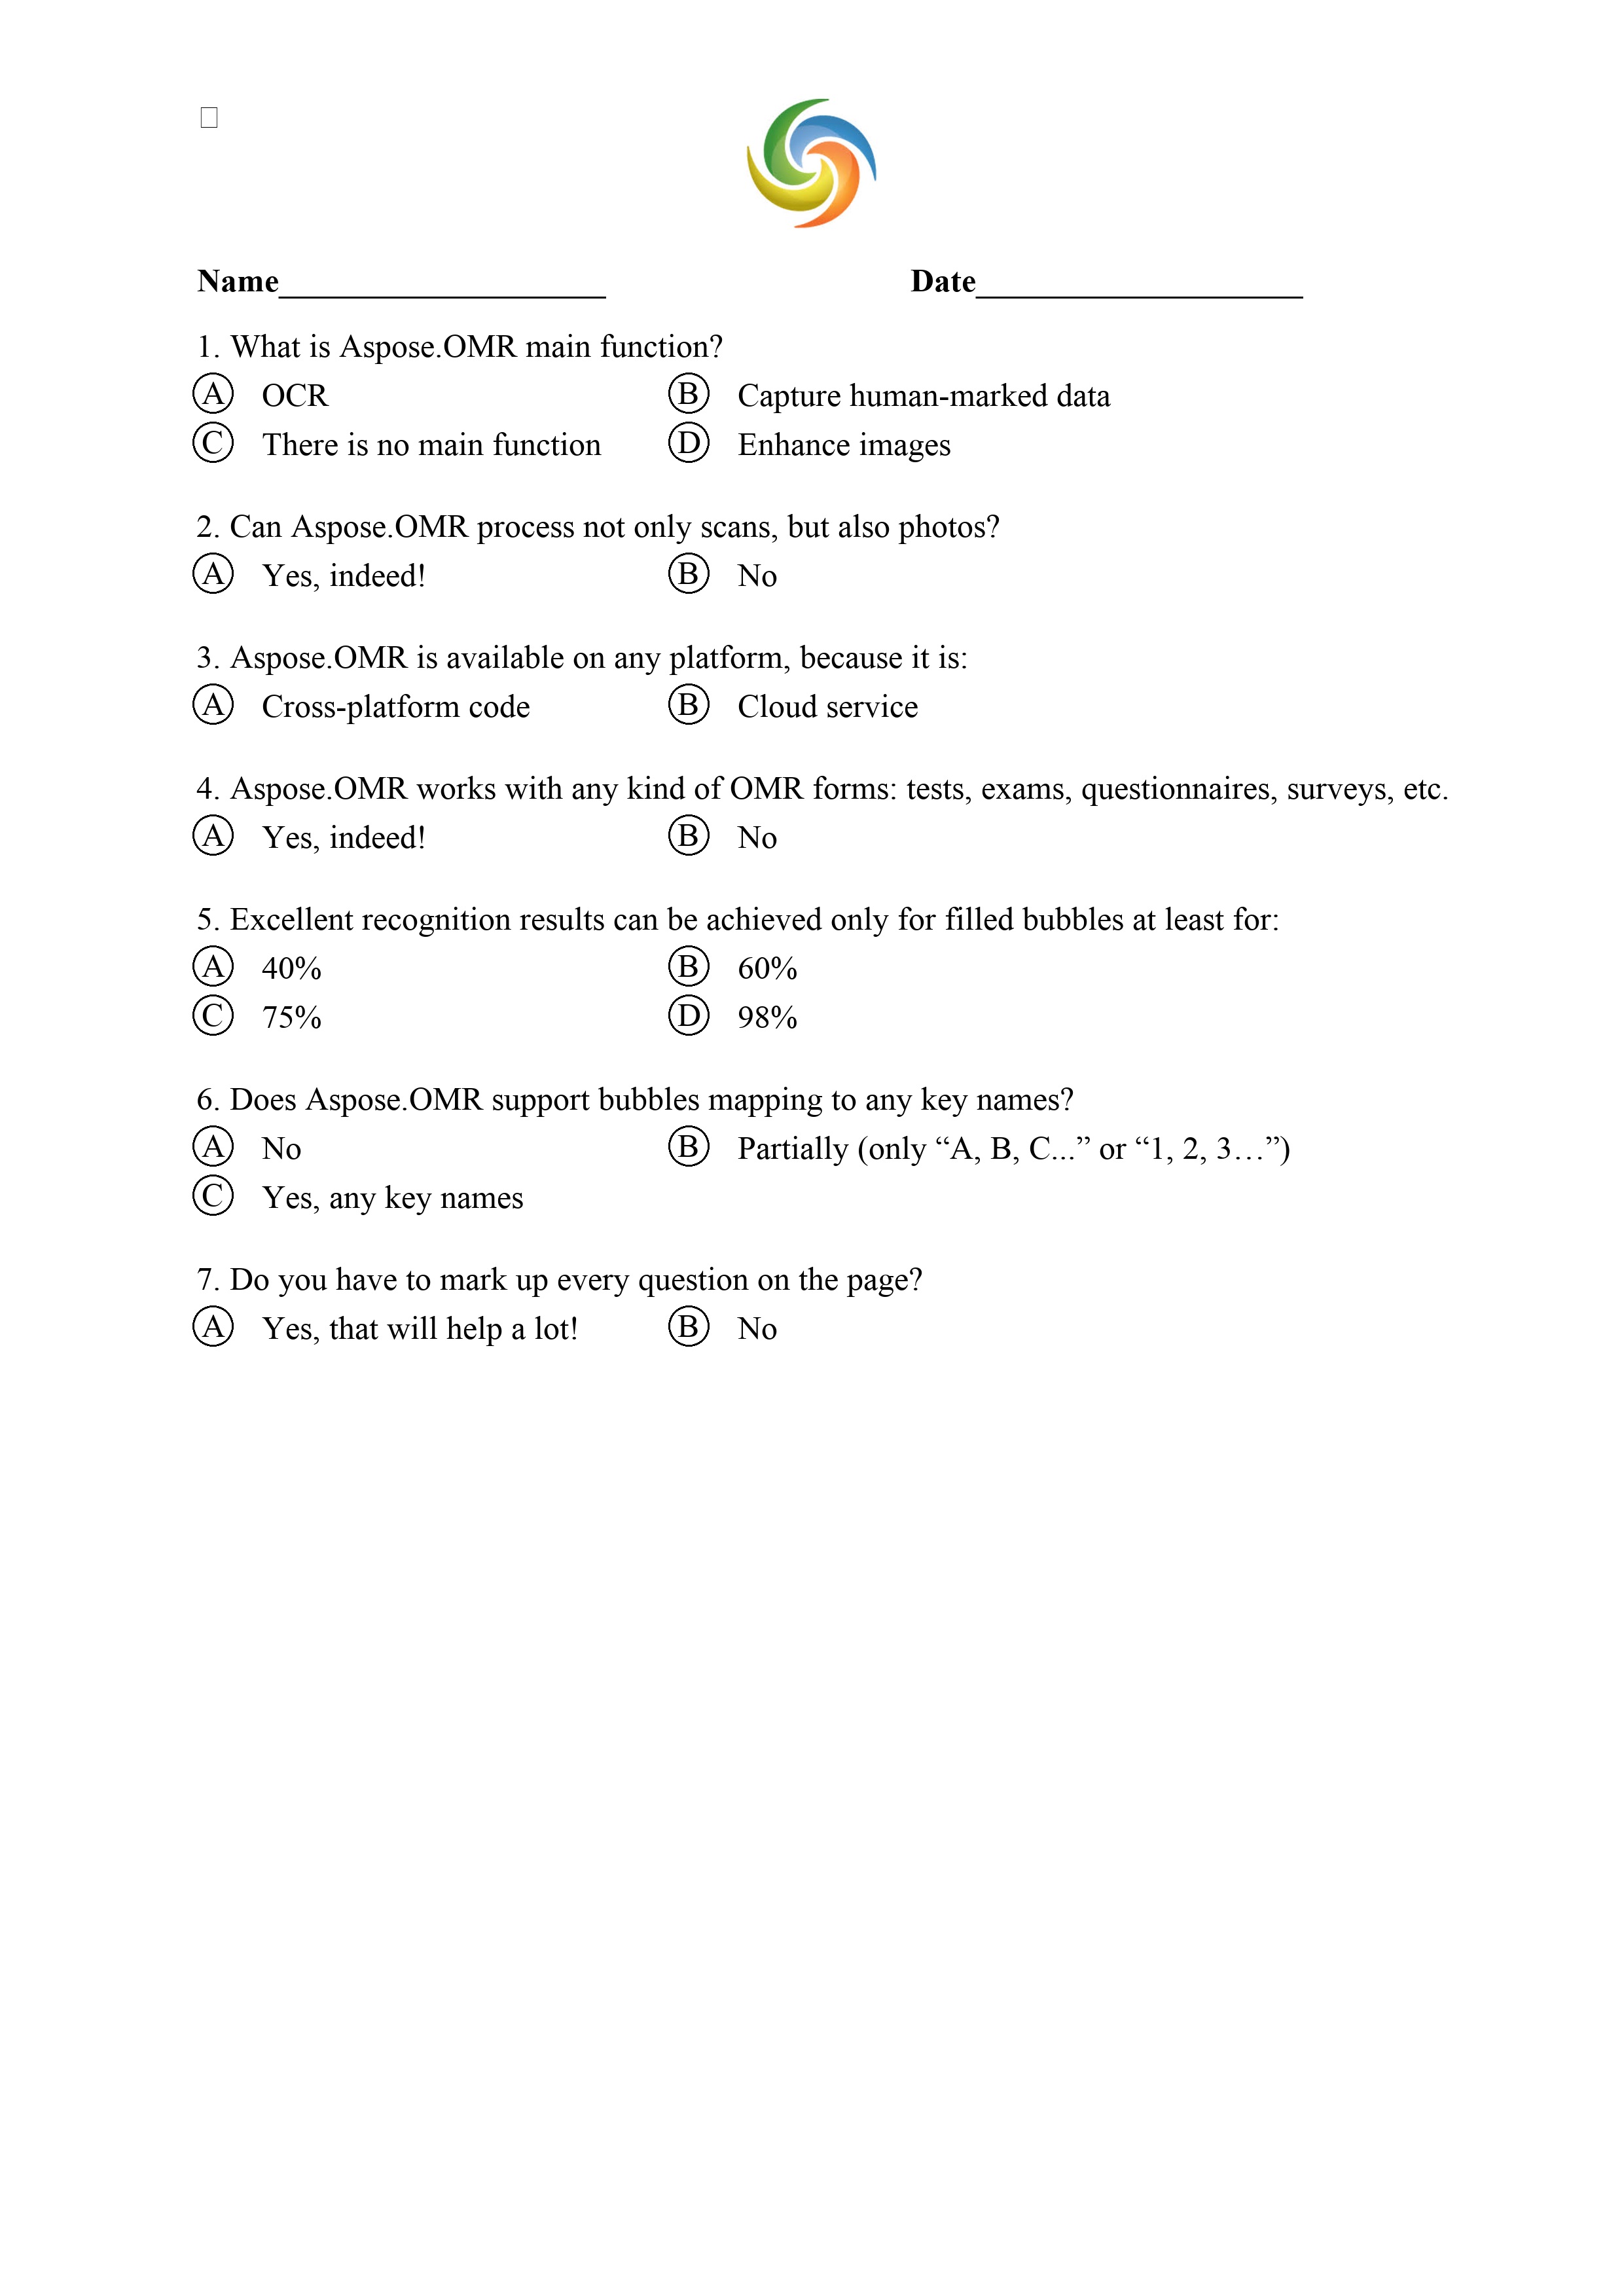 Name____________________ Date____________________
1. What is Aspose.OMR main function?
A OCR B Capture human-marked data
C There is no main function D Enhance images
2. Can Aspose.OMR process not only scans, but also photos?
A Yes, indeed! B No
3. Aspose.OMR is available on any platform, because it is:
A Cross-platform code B Cloud service
4. Aspose.OMR works with any kind of OMR forms: tests, exams, questionnaires, surveys, etc.
A Yes, indeed! B No
5. Excellent recognition results can be achieved only for filled bubbles at least for:
A 40% B 60%
C 75% D 98%
6. Does Aspose.OMR support bubbles mapping to any key names?
A No B Partially (only “A, B, C...” or “1, 2, 3…”)
C Yes, any key names
7. Do you have to mark up every question on the page?
A Yes, that will help a lot! B No